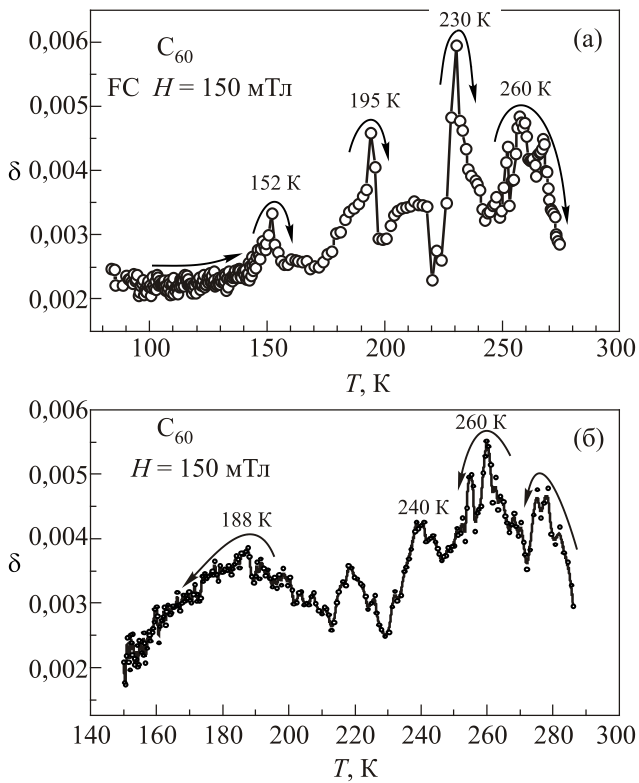 0,006
0,005
0,004
0,003
0,002
δ
C60
FC H = 150 мТл
(а)
152 К
195 К
230 К
260 К
100 150 200 250 300
T, К
0,006
0,005
0,004
0,003
0,002
δ
C60
H = 150 мТл
(б)
188 К
240 К
260 К
140 160 180 200 220 240 260 280 300
T, К